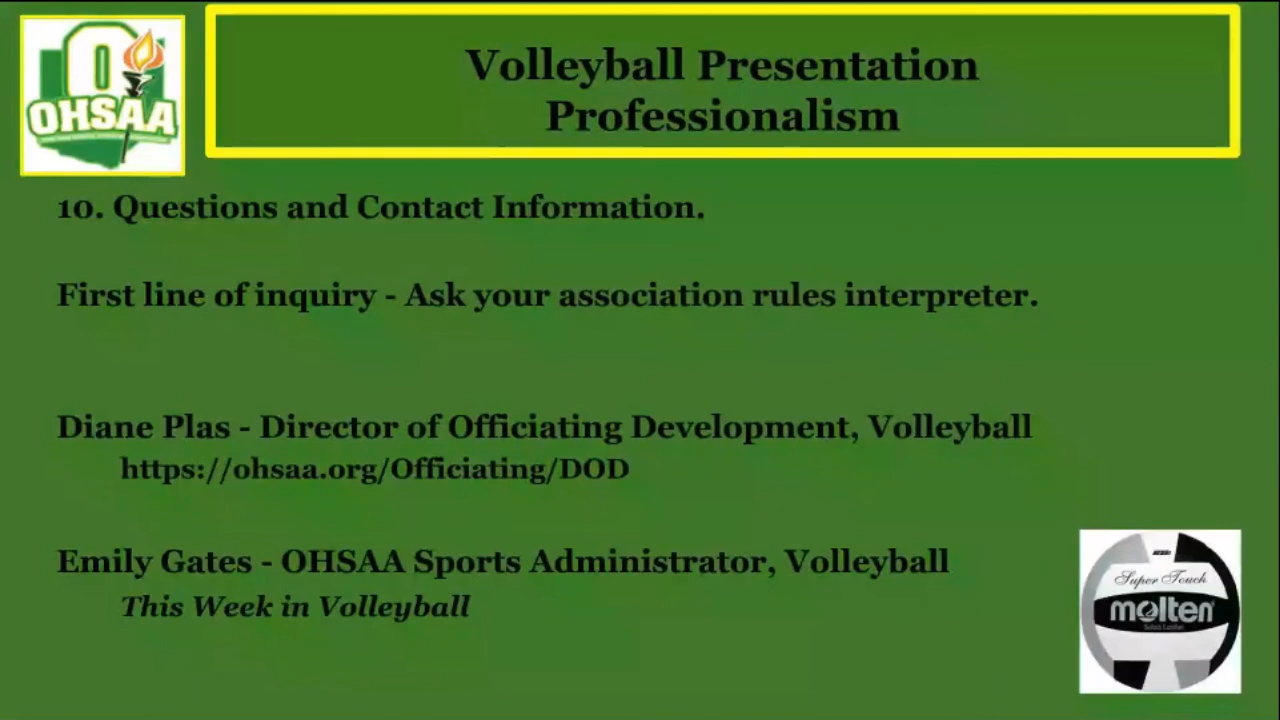 OHSAA
Volleyball Presentation
Professionalism
10. Questions and Contact Information.
First line of inquiry - Ask your association rules interpreter.
Diane Plas - Director of Officiating Development, Volleyball
https://ohsaa.org/Officiating/DOD
Emily Gates - OHSAA Sports Administrator, Volleyball
This Week in Volleyball
Super Touch
molten